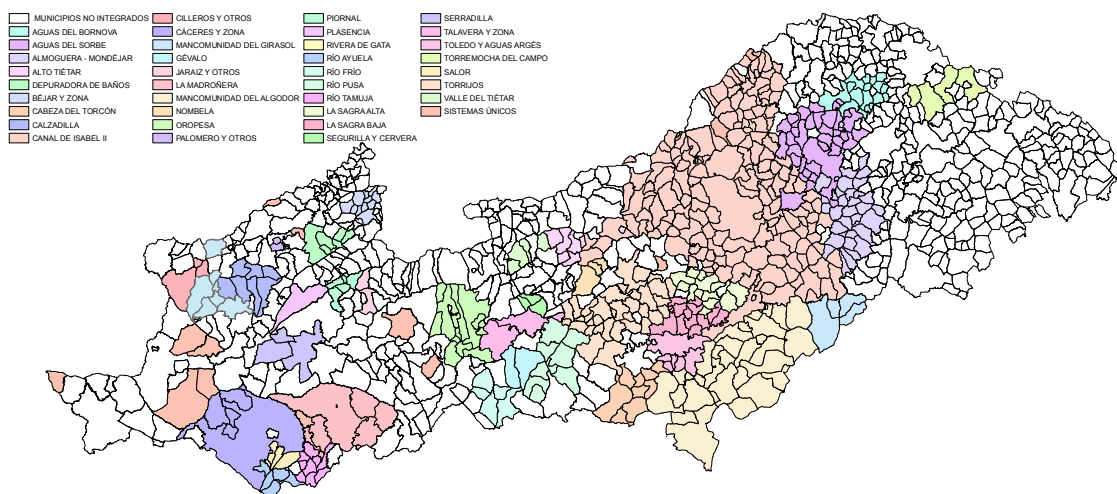 MUNICIPIOS NO INTEGRADOS
AGUAS DEL BORNOVA
AGUAS DEL SORBE
ALMOGUERA - MONDÉJAR
ALTO TIÉTAR
DEPURADORA DE BAÑOS
BÉJAR Y ZONA
CABEZA DEL TORCÓN
CALZADILLA
CANAL DE ISABEL II
CILLEROS Y OTROS
CÁCERES Y ZONA
MANCOMUNIDAD DEL GIRASOL
GÉVALO
JARAIZ Y OTROS
LA MADROÑERA
MANCOMUNIDAD DEL ALGODOR
NOMBELA
OROPESA
PALOMERO Y OTROS
PIORNAL
PLASENCIA
RIVERA DE GATA
RÍO AYUELA
RÍO FRÍO
RÍO PUSA
RÍO TAMUJA
LA SAGRA ALTA
LA SAGRA BAJA
SEGURILLA Y CERVERA
SERRADILLA
TALAVERA Y ZONA
TOLEDO Y AGUAS ARGÉS
TORREMOCHA DEL CAMPO
SALOR
TORRIJOS
VALLE DEL TIÉTAR
SISTEMAS ÚNICOS